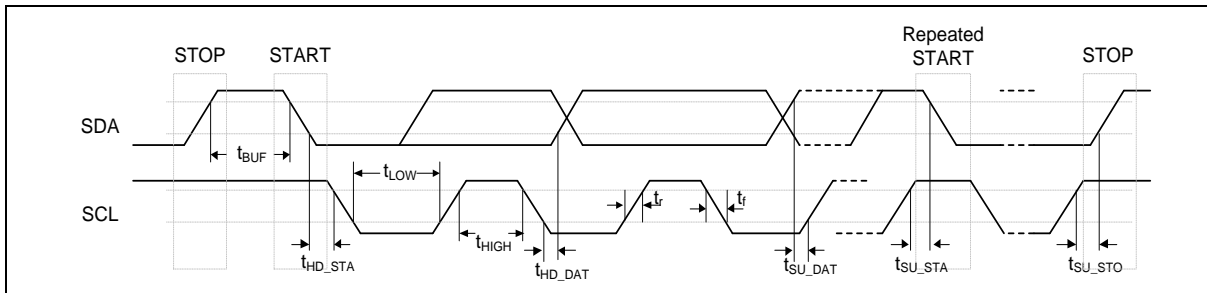 STOP START Repeated START STOP
SDA
tBUF
tLOW
SCL
tr tf
tHIGH
tHD_STA tHD_DAT tSU_DAT tSU_STA tSU_STO